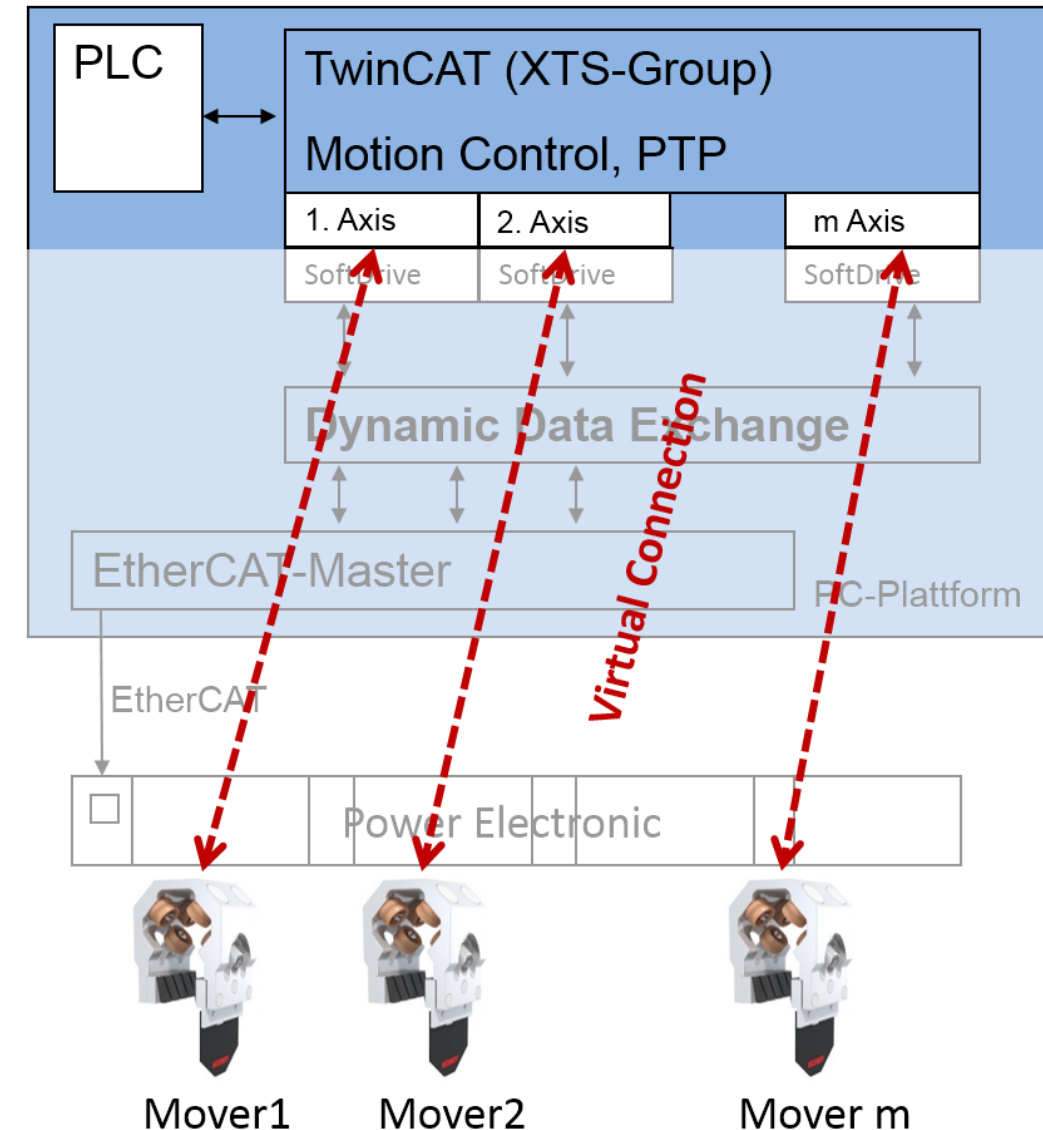 PLC
TwinCAT (XTS-Group)
Motion Control, PTP
1. Axis
2. Axis
m Axis
SoftDrive
SoftDrive
SoftDrive
Dynamic Data Exchange
Virtual Connection
EtherCAT-Master
PC-Plattform
EtherCAT
Power Electronic
Mover1
Mover2
Mover m